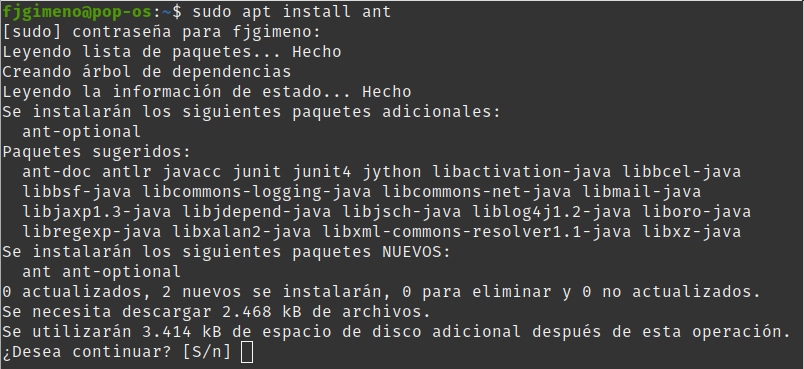 fjgimeno@pop-os:~$ sudo apt install ant
[sudo] contraseña para fjgimeno:
Leyendo lista de paquetes... Hecho
Creando árbol de dependencias
Leyendo la información de estado... Hecho
Se instalarán los siguientes paquetes adicionales:
  ant-optional
Paquetes sugeridos:
  ant-doc antlr javacc junit junit4 jython libactivation-java libbcel-java
  libbsf-java libcommons-logging-java libcommons-net-java libmail-java
  libjaxp1.3-java libjdepend-java libjsch-java liblog4j1.2-java liboro-java
  libregexp-java libxalan2-java libxml-commons-resolver1.1-java libxz-java
Se instalarán los siguientes paquetes NUEVOS:
  ant ant-optional
0 actualizados, 2 nuevos se instalarán, 0 para eliminar y 0 no actualizados.
Se necesita descargar 2.468 kB de archivos.
Se utilizarán 3.414 kB de espacio de disco adicional después de esta operación.
¿Desea continuar? [S/n]